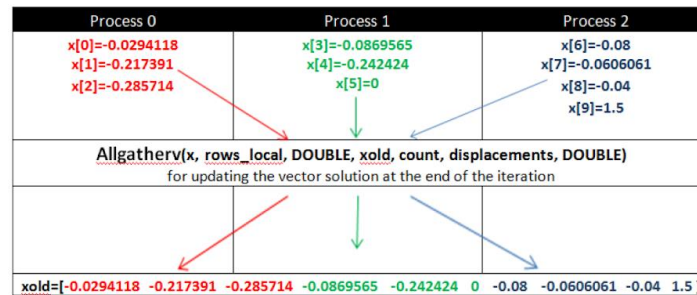 Process 0 Process 1 Process 2
x[0]=-0.0294118 x[3]=-0.0869565 x[6]=-0.08
x[1]=-0.217391 x[4]=-0.242424 x[7]=-0.0606061
x[2]=-0.285714 x[5]=0 x[8]=-0.04
x[9]=1.5
Allgatherv(x, rows_local, DOUBLE, xold, count, displacements, DOUBLE)
for updating the vector solution at the end of the iteration
xold=[-0.0294118 -0.217391 -0.285714 -0.0869565 -0.242424 0 -0.08 -0.0606061 -0.04 1.5]